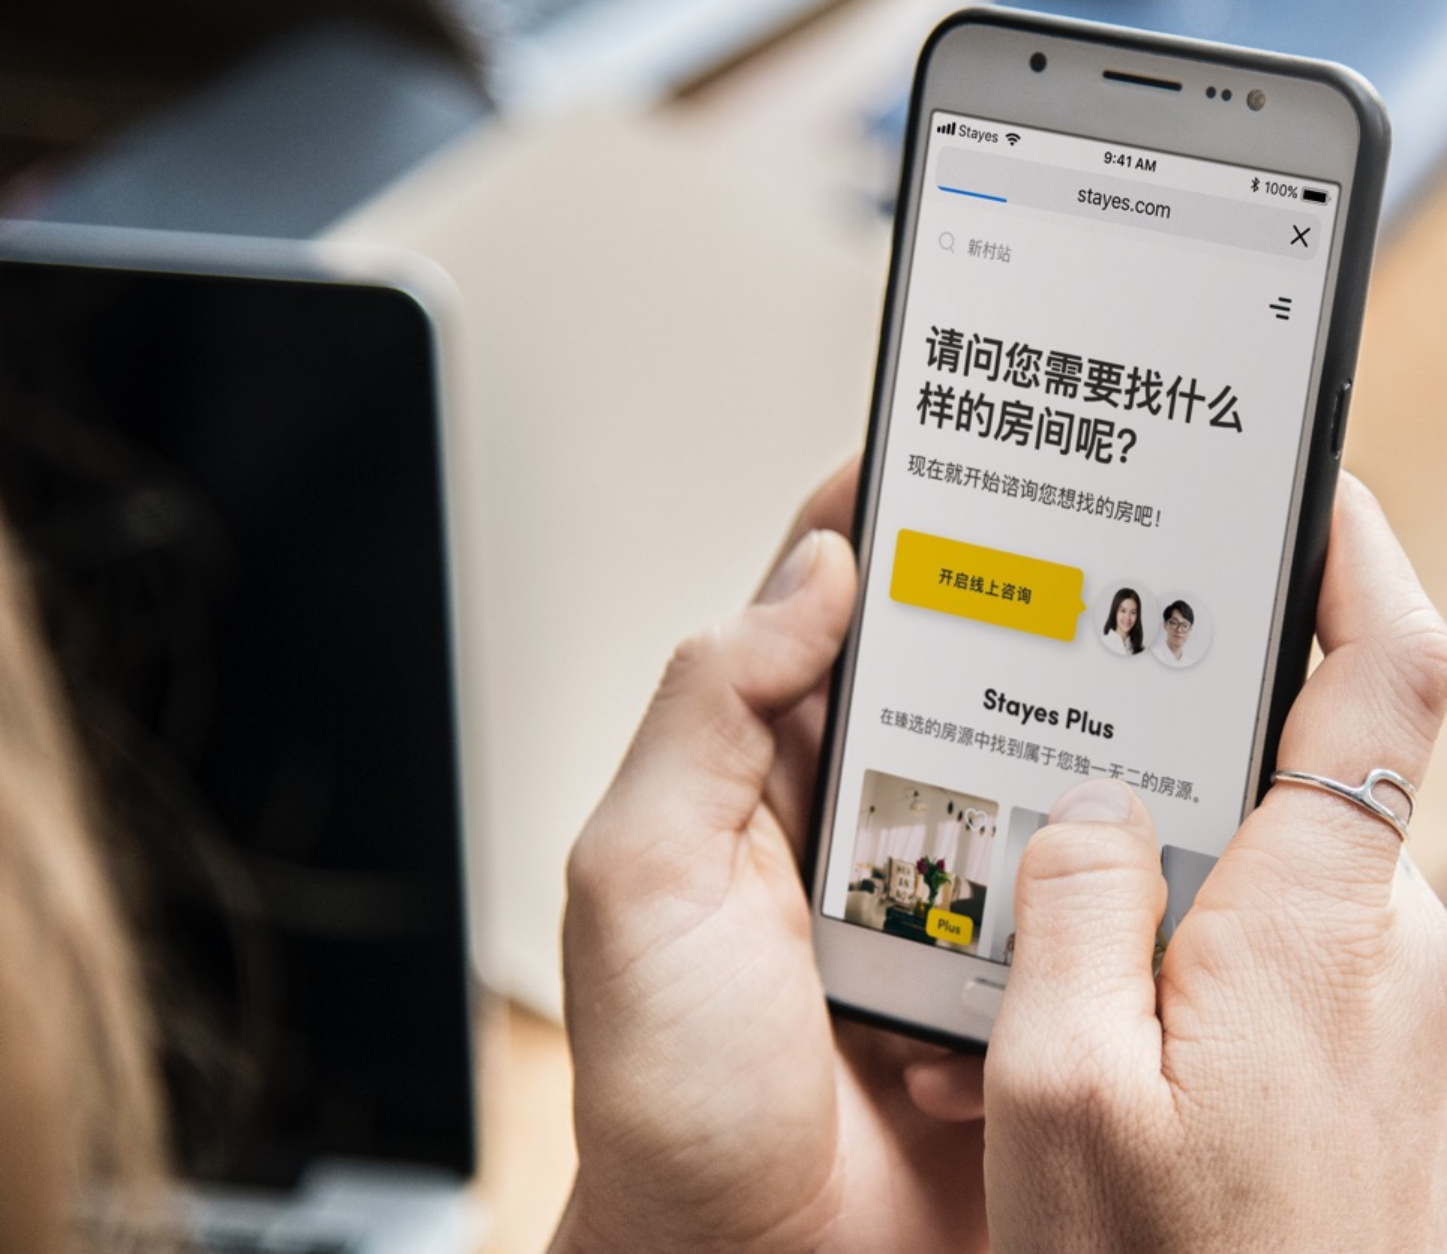 Stayes
9:41 AM
100%
stayes.com
新村站
请问您需要找什么
样的房间呢?
现在就开始谘询您想找的房吧!
开启线上咨询
Stayes Plus
在臻选的房源中找到属于您独一无二的房源。
Plus